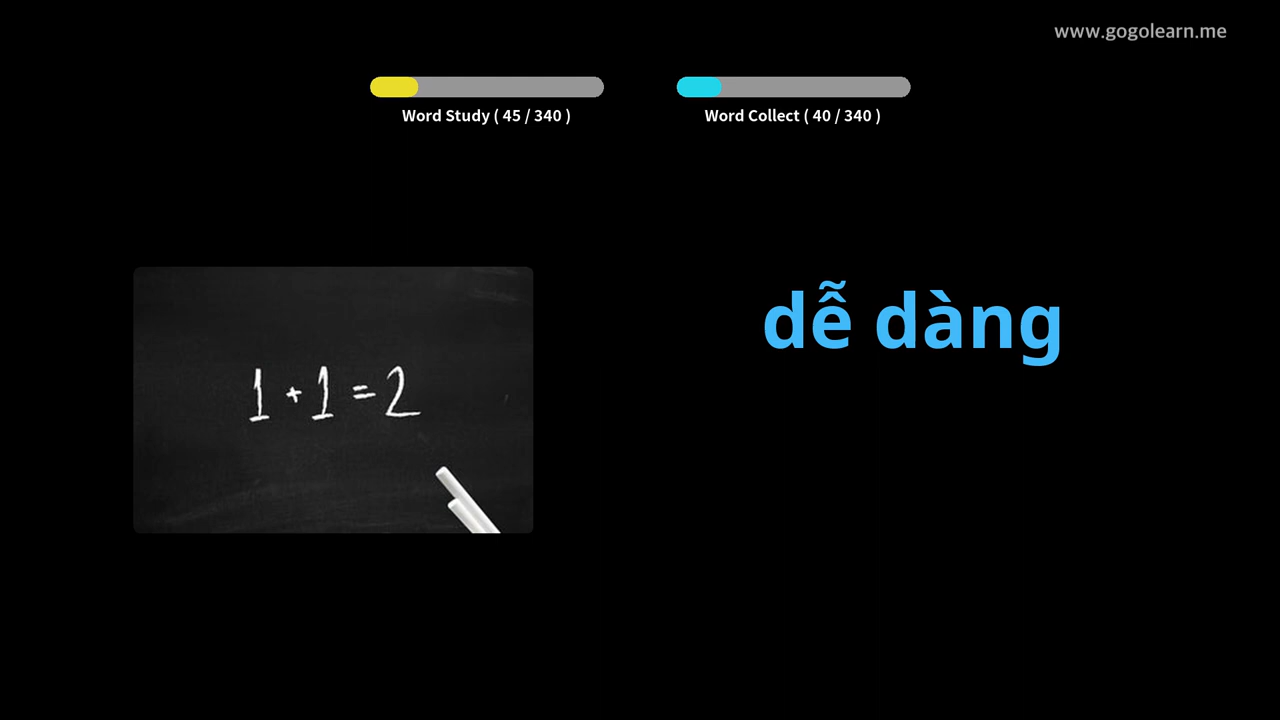 www.gogolearn.me
Word Study ( 45 / 340 )
Word Collect ( 40 / 340 )
1 + 1 = 2
dễ dàng